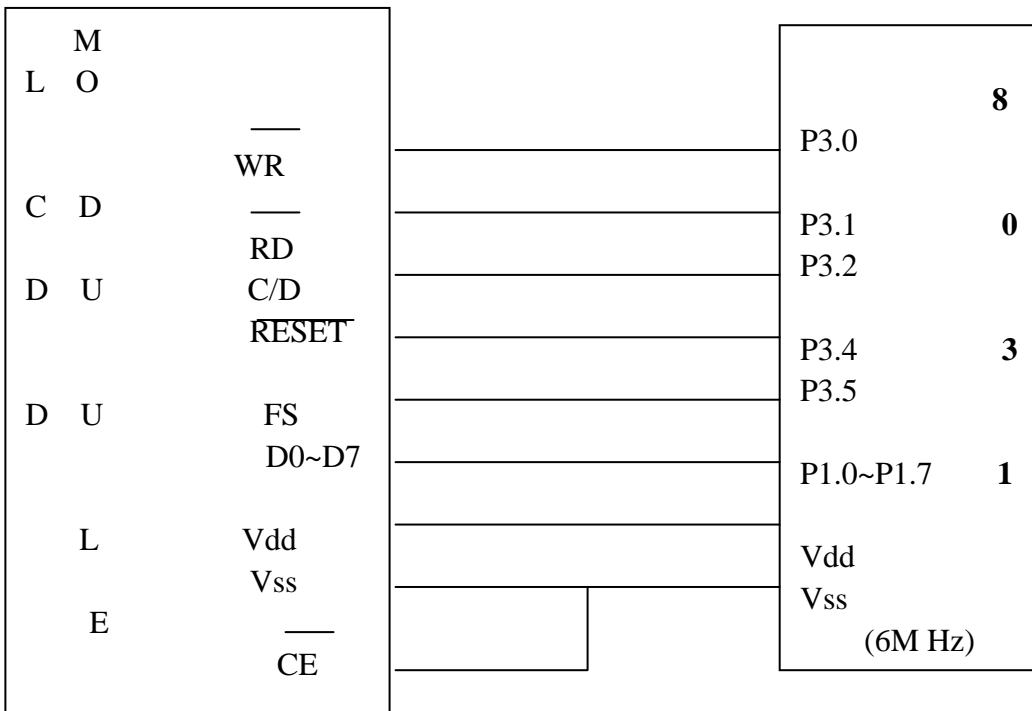 M
L O
8
WR P3.0
C D P3.1 0
RD P3.2
D U C/D
RESET P3.4 3
P3.5
D U FS
D0~D7 P1.0~P1.7 1
L Vdd Vdd
Vss Vss
E (6M Hz)
CE